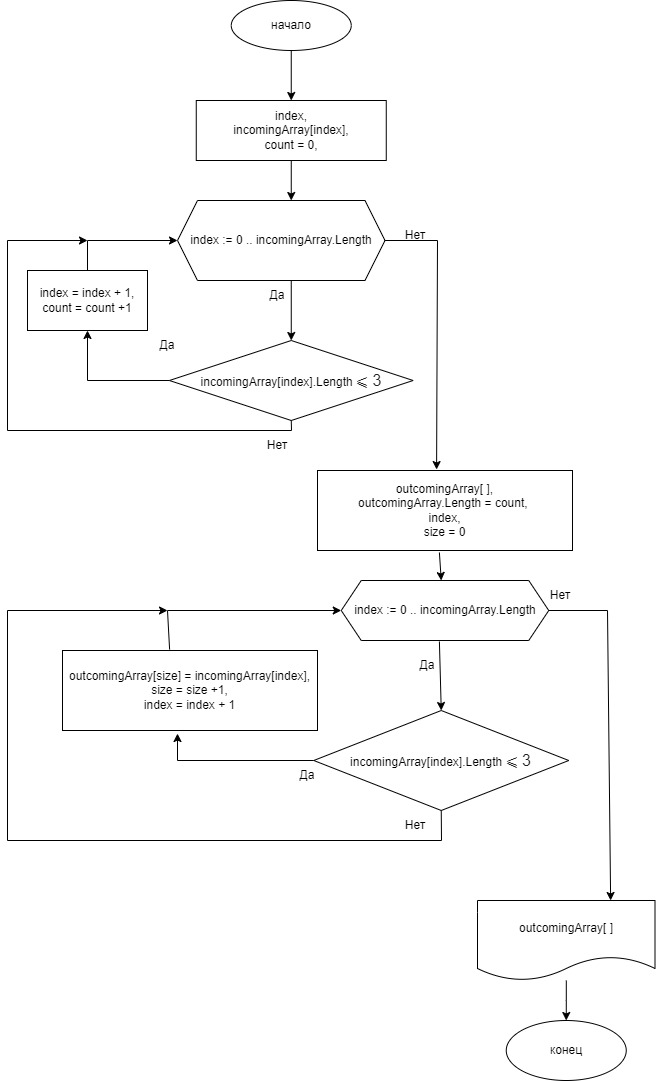 начало
index,
incomingArray[index],
count = 0,
index := 0 .. incomingArray.Length
Нет
Да
index = index + 1,
count = count +1
Да
incomingArray[index].Length ⩽ 3
Нет
outcomingArray[ ],
outcomingArray.Length = count,
index,
size = 0
index := 0 .. incomingArray.Length
Нет
Да
outcomingArray[size] = incomingArray[index],
size = size +1,
index = index + 1
incomingArray[index].Length ⩽ 3
Да
Нет
outcomingArray[ ]
конец